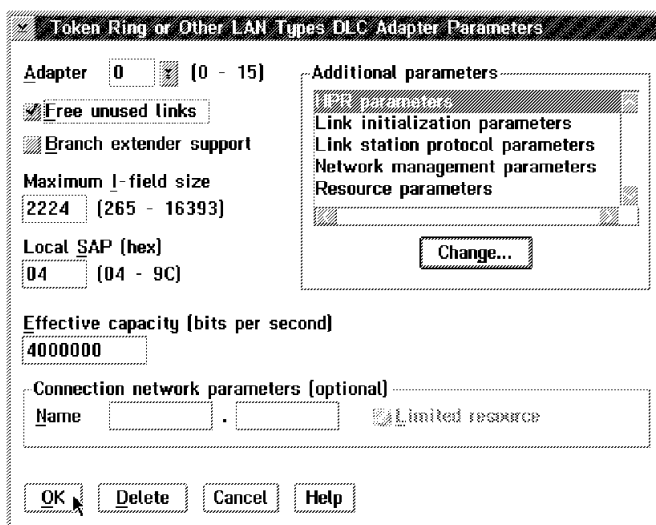 Token Ring or Other LAN Types DLC Adapter Parameters
Adapter 0 (0 - 15)
Free unused links
Branch extender support
Maximum I-field size
2224 (265 - 16393)
Local SAP (hex)
04 (04 - 9C)
Additional parameters
HPR parameters
Link initialization parameters
Link station protocol parameters
Network management parameters
Resource parameters
Change...
Effective capacity (bits per second)
4000000
Connection network parameters (optional)
Name . Limited resource
OK Delete Cancel Help